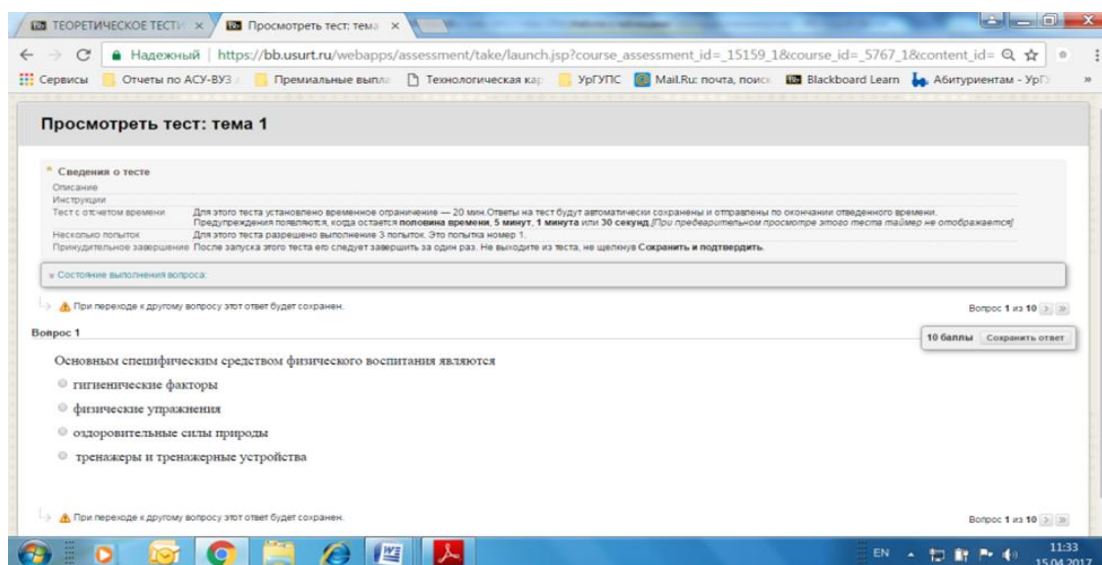 ТЕОРЕТИЧЕСКОЕ ТЕСТИ
Просмотреть тест: тема
Надежный | https://bb.usurt.ru/webapps/assessment/take/launch.jsp?course_assessment_id=_15159_1&course_id=_5767_1&content_id=
Сервисы Отчеты по АСУ-ВУЗ Премиальные выпла Технологическая кар УрГУПС Mail.Ru: почта, поиск Blackboard Learn Абитуриентам - УрГУ »
Просмотреть тест: тема 1
* Сведения о тесте
Описание
Инструкции
Тест с отсчетом времени Для этого теста установлено временное ограничение — 20 мин.Ответы на тест будут автоматически сохранены и отправлены по окончании отведенного времени.
Предупреждения появляются, когда остается половина времени, 5 минут, 1 минута или 30 секунд.[При предварительном просмотре этого теста таймер не отображается]
Несколько попыток Для этого теста разрешено выполнение 3 попыток. Это попытка номер 1.
Принудительное завершение После запуска этого теста его следует завершить за один раз. Не выходите из теста, не щелкнув Сохранить и подтвердить.
Состояние выполнения вопроса:
При переходе к другому вопросу этот ответ будет сохранен. Вопрос 1 из 10 > »
Вопрос 1
10 баллы Сохранить ответ
Основным специфическим средством физического воспитания являются
гигиенические факторы
физические упражнения
оздоровительные силы природы
тренажеры и тренажерные устройства
При переходе к другому вопросу этот ответ будет сохранен. Вопрос 1 из 10 > »
EN 11:33
15.04.2017